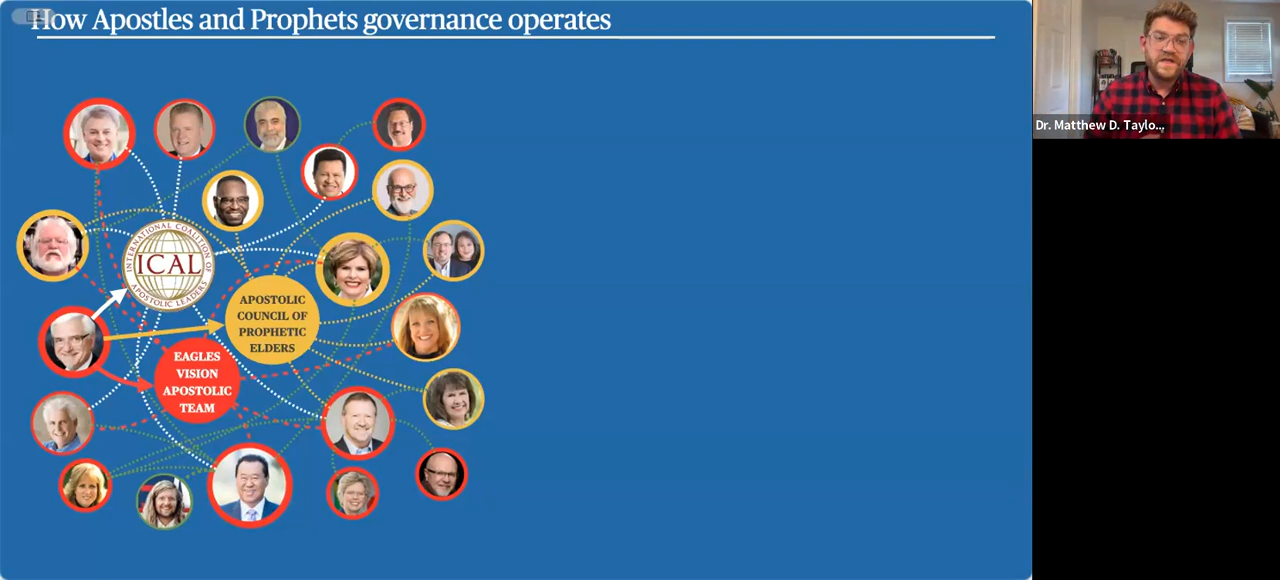 How Apostles and Prophets governance operates
Dr. Matthew D. Taylo...
INTERNATIONAL COALITION OF
ICAL
APOSTOLIC LEADERS
APOSTOLIC
COUNCIL OF
PROPHETIC
ELDERS
EAGLES
VISION
APOSTOLIC
TEAM